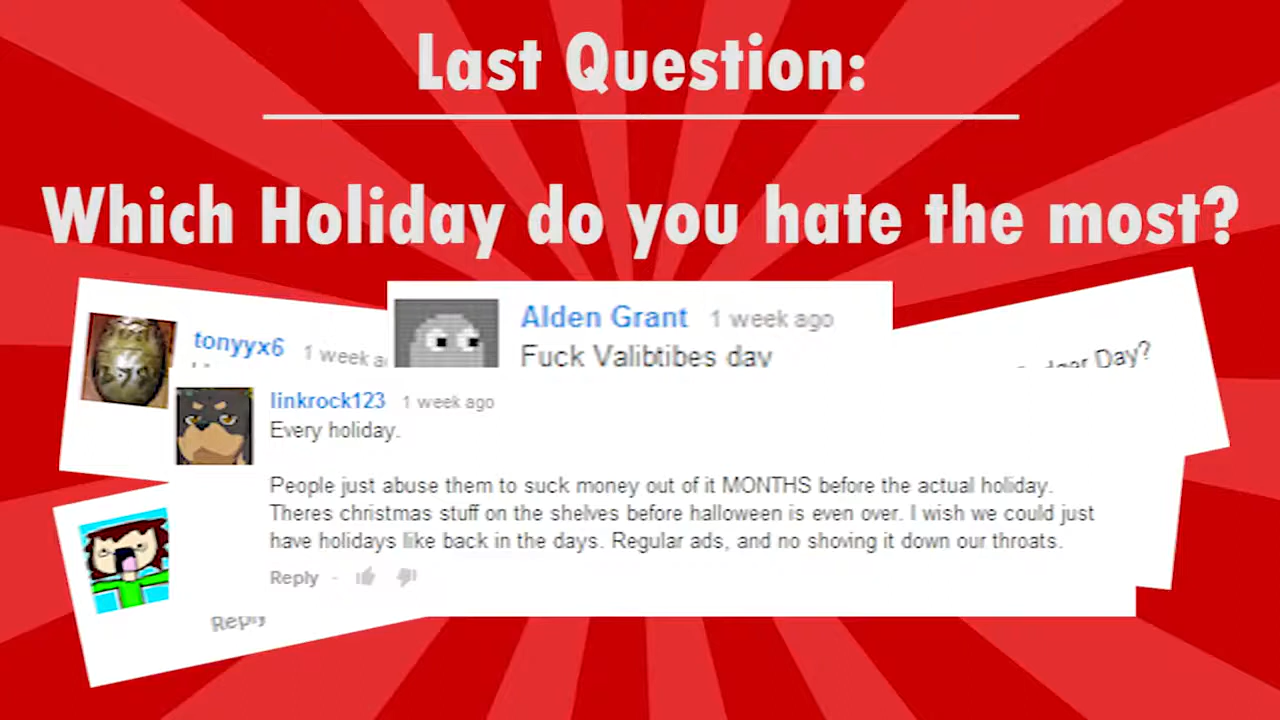 Last Question:
Which Holiday do you hate the most?
tonyyx6 1 week
Alden Grant 1 week ago
Fuck Valibtibes day
Day?
linkrock123 1 week ago
Every holiday.
People just abuse them to suck money out of it MONTHS before the actual holiday.
Theres christmas stuff on the shelves before halloween is even over. I wish we could just
have holidays like back in the days. Regular ads, and no shoving it down our throats.
Reply -
Reply